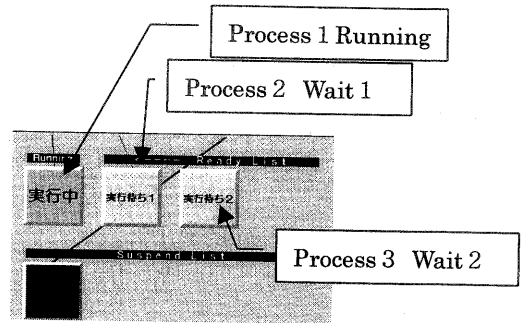 Process 1 Running
Process 2 Wait 1
Running
Ready List
実行中
実行待ち1
実行待ち2
Suspend List
Process 3 Wait 2